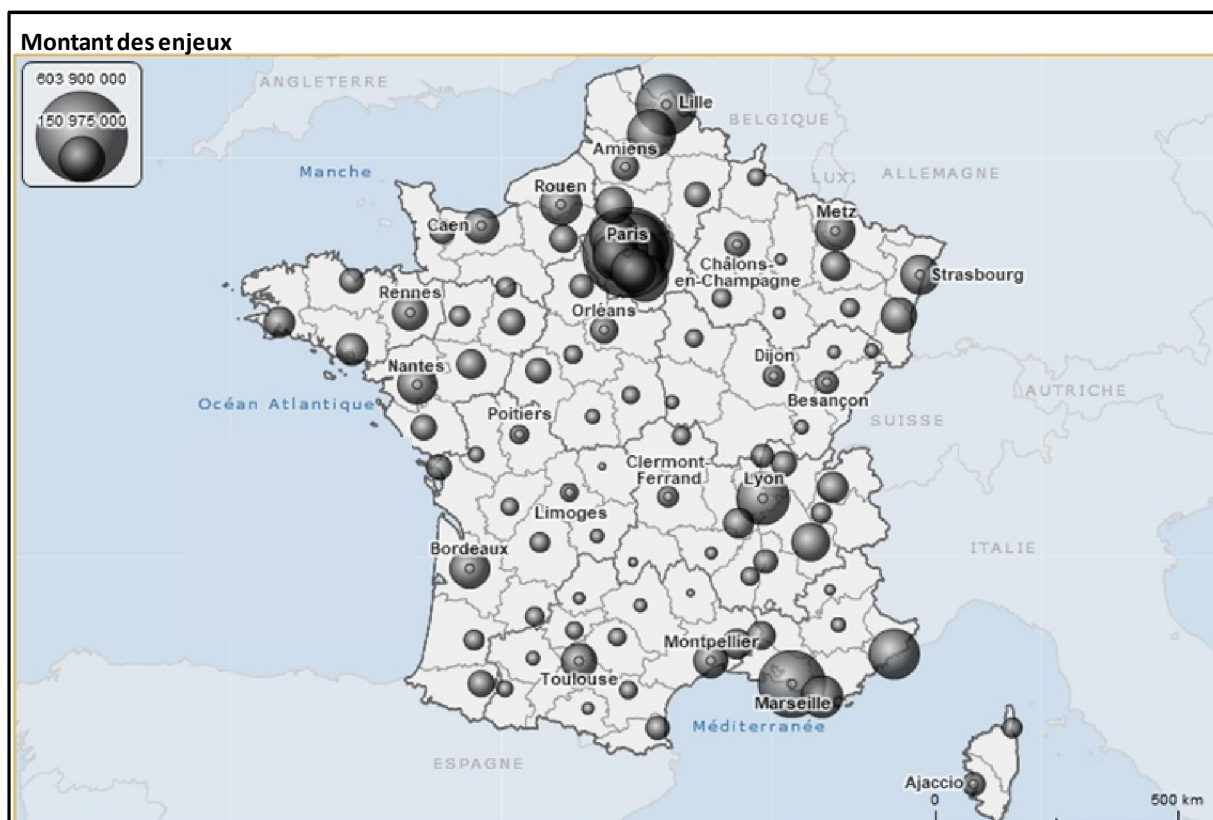 Montant des enjeux
603 900 000
150 975 000
ANGLETERRE
Lille
BELGIQUE
Amiens
Manche
LUX.
ALLEMAGNE
Rouen
Metz
Caen
Paris
Châlons-
en-Champagne
Strasbourg
Rennes
Orléans
Dijon
Nantes
Besançon
AUTRICHE
Océan Atlantique
Poitiers
SUISSE
Clermont-
Ferrand
Lyon
Limoges
Bordeaux
ITALIE
Montpellier
Toulouse
Marseille
Méditerranée
ESPAGNE
Ajaccio
0
500 km